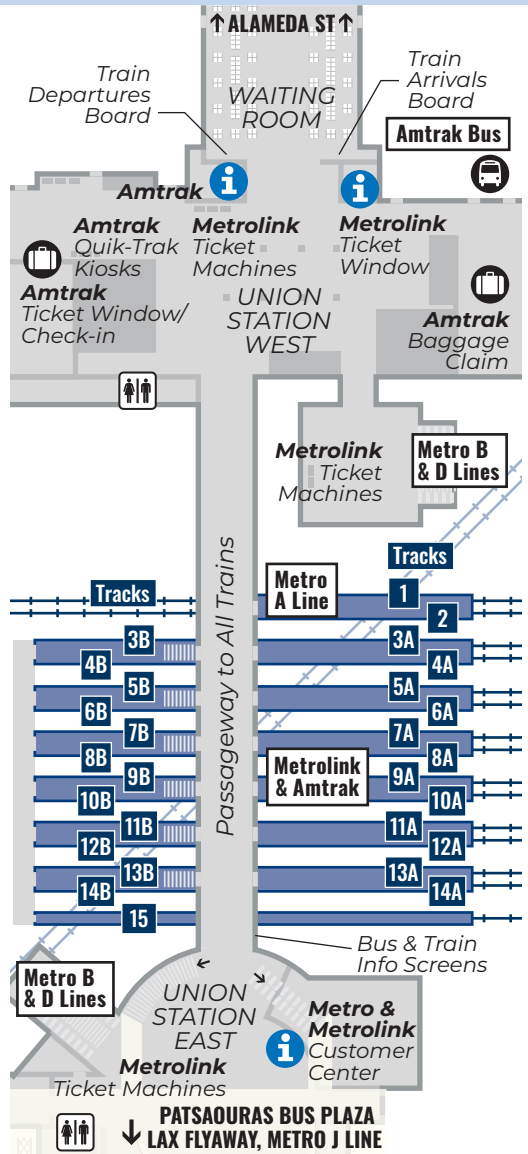 ↑ ALAMEDA ST ↑
Train
Departures
Board
WAITING
ROOM
Train
Arrivals
Board
Amtrak Bus
Amtrak
Amtrak
Quik-Trak
Kiosks
Metrolink
Ticket
Machines
Metrolink
Ticket
Window
Amtrak
Ticket Window/
Check-in
UNION
STATION
WEST
Amtrak
Baggage
Claim
Metrolink
Ticket
Machines
Metro B
& D Lines
Passageway to All Trains
Tracks
Metro
A Line
Tracks
1
2
3B
3A
4B
4A
5B
5A
6B
6A
7B
7A
8B
8A
Metrolink
& Amtrak
9B
9A
10B
10A
11B
11A
12B
12A
13B
13A
14B
14A
15
Bus & Train
Info Screens
Metro B
& D Lines
UNION
STATION
EAST
Metro &
Metrolink
Customer
Center
Metrolink
Ticket Machines
↓ PATSAOURAS BUS PLAZA
LAX FLYAWAY, METRO J LINE